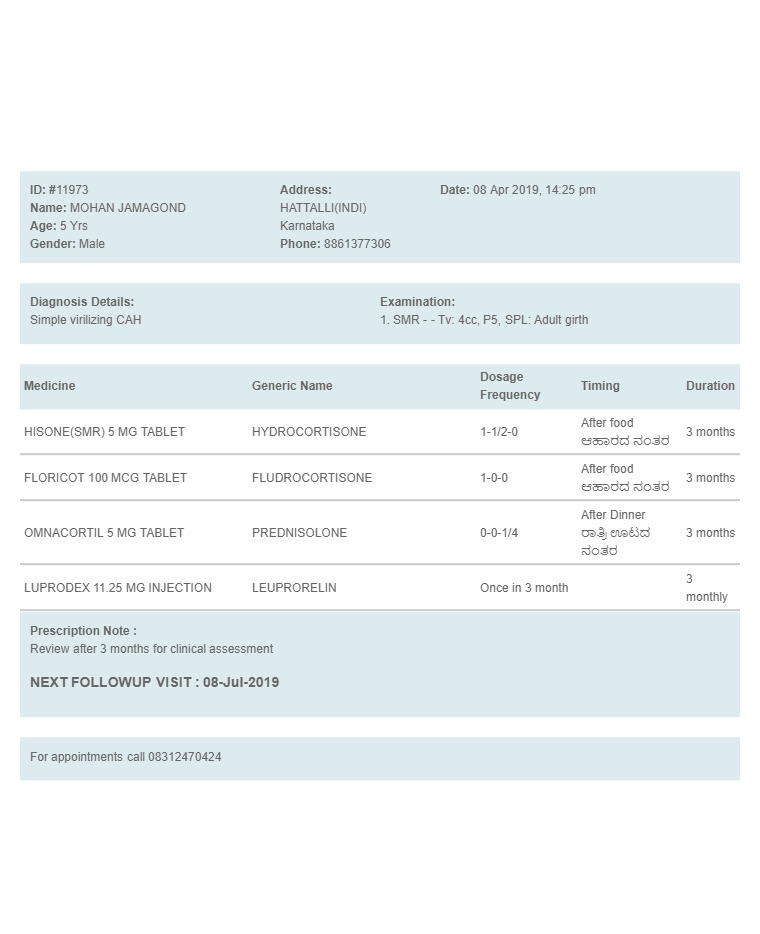 ID: #11973
Name: MOHAN JAMAGOND
Age: 5 Yrs
Gender: Male
Address:
HATTALLI(INDI)
Karnataka
Phone: 8861377306
Date: 08 Apr 2019, 14:25 pm
Diagnosis Details:
Simple virilizing CAH
Examination:
1. SMR - - Tv: 4cc, P5, SPL: Adult girth
Medicine Generic Name Dosage Frequency Timing Duration
HISONE(SMR) 5 MG TABLET HYDROCORTISONE 1-1/2-0 After food 3 months
ಆಹಾರದ ನಂತರ
FLORICOT 100 MCG TABLET FLUDROCORTISONE 1-0-0 After food 3 months
ಆಹಾರದ ನಂತರ
OMNACORTIL 5 MG TABLET PREDNISOLONE 0-0-1/4 After Dinner 3 months
ರಾತ್ರಿ ಊಟದ
ನಂತರ
LUPRODEX 11.25 MG INJECTION LEUPRORELIN Once in 3 month 3 monthly
Prescription Note :
Review after 3 months for clinical assessment
NEXT FOLLOWUP VISIT : 08-Jul-2019
For appointments call 08312470424